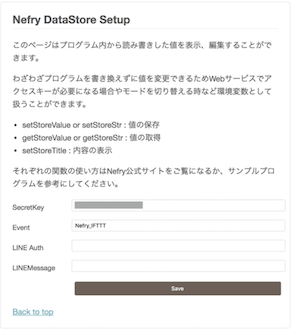 Nefry DataStore Setup
このページはプログラム内から読み書きした値を表示、編集することがで
きます。
わざわざプログラムを書き換えずに値を変更できるためWebサービスでア
クセスキーが必要になる場合やモードを切り替える時など環境変数として
扱うことができます。
setStoreValue or setStoreStr : 値の保存
getStoreValue or getStoreStr : 値の取得
setStoreTitle : 内容の表示
それぞれの関数の使い方はNefry公式サイトをご覧になるか、サンプルプ
ログラムを参考にしてください。
SecretKey
Event Nefry_IFTTT
LINE Auth
LINEMessage
Save
Back to top